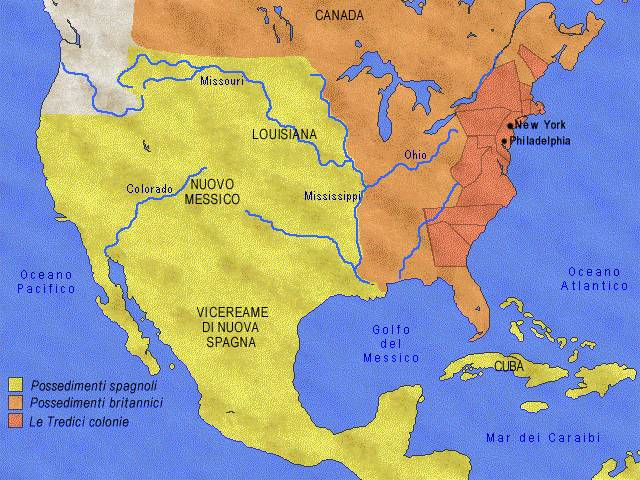 CANADA
Missouri
LOUISIANA
New York
Philadelphia
Ohio
Colorado
NUOVO
MESSICO
Mississippi
Oceano
Pacifico
Oceano
Atlantico
VICEREAME
DI NUOVA
SPAGNA
Golfo
del
Messico
CUBA
Possedimenti spagnoli
Possedimenti britannici
Le Tredici colonie
Mar dei Caraibi